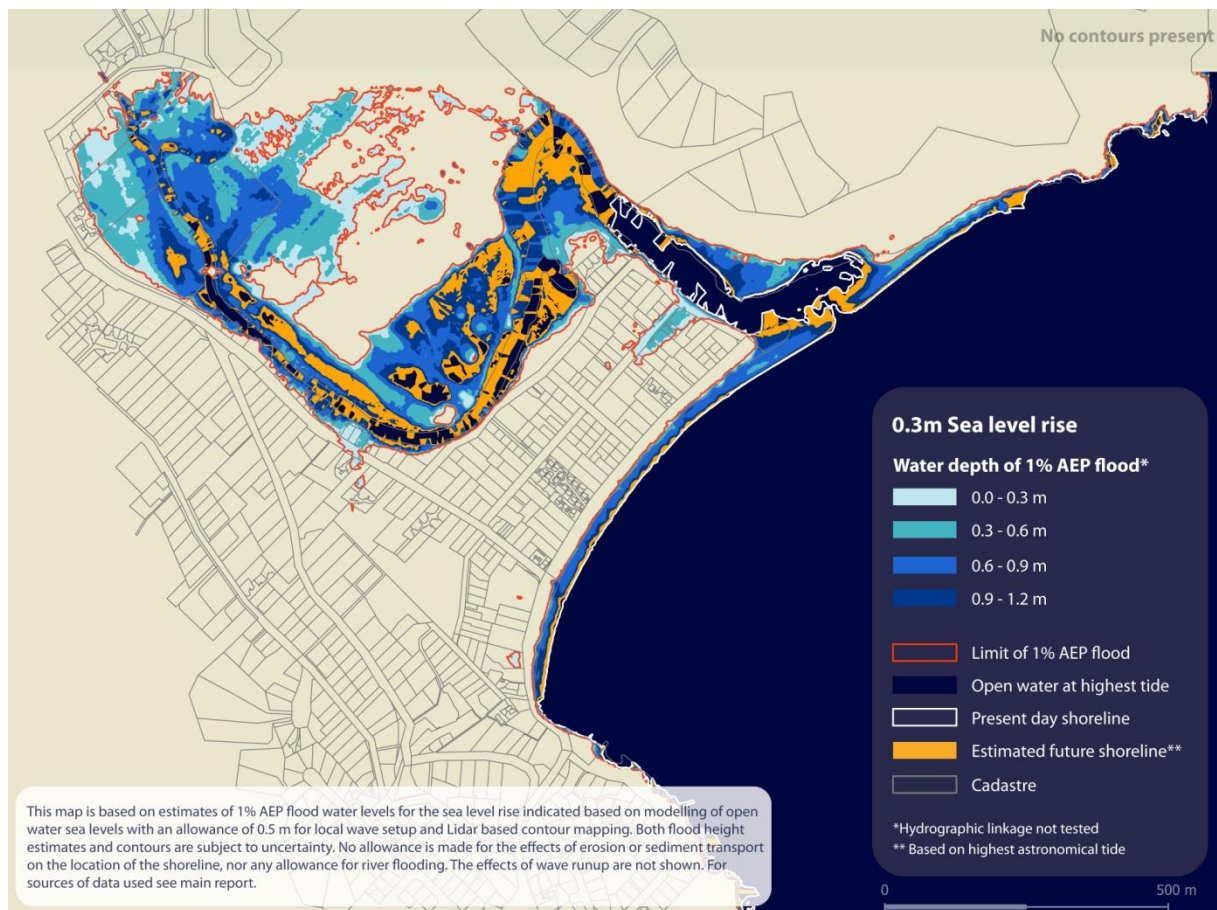 No contours present
0.3m Sea level rise
Water depth of 1% AEP flood*
0.0 - 0.3 m
0.3 - 0.6 m
0.6 - 0.9 m
0.9 - 1.2 m
Limit of 1% AEP flood
Open water at highest tide
Present day shoreline
Estimated future shoreline**
Cadastre
*Hydrographic linkage not tested
** Based on highest astronomical tide
This map is based on estimates of 1% AEP flood water levels for the sea level rise indicated based on modelling of open
water sea levels with an allowance of 0.5 m for local wave setup and Lidar based contour mapping. Both flood height
estimates and contours are subject to uncertainty. No allowance is made for the effects of erosion or sediment transport
on the location of the shoreline, nor any allowance for river flooding. The effects of wave runup are not shown. For
sources of data used see main report.
0 500 m